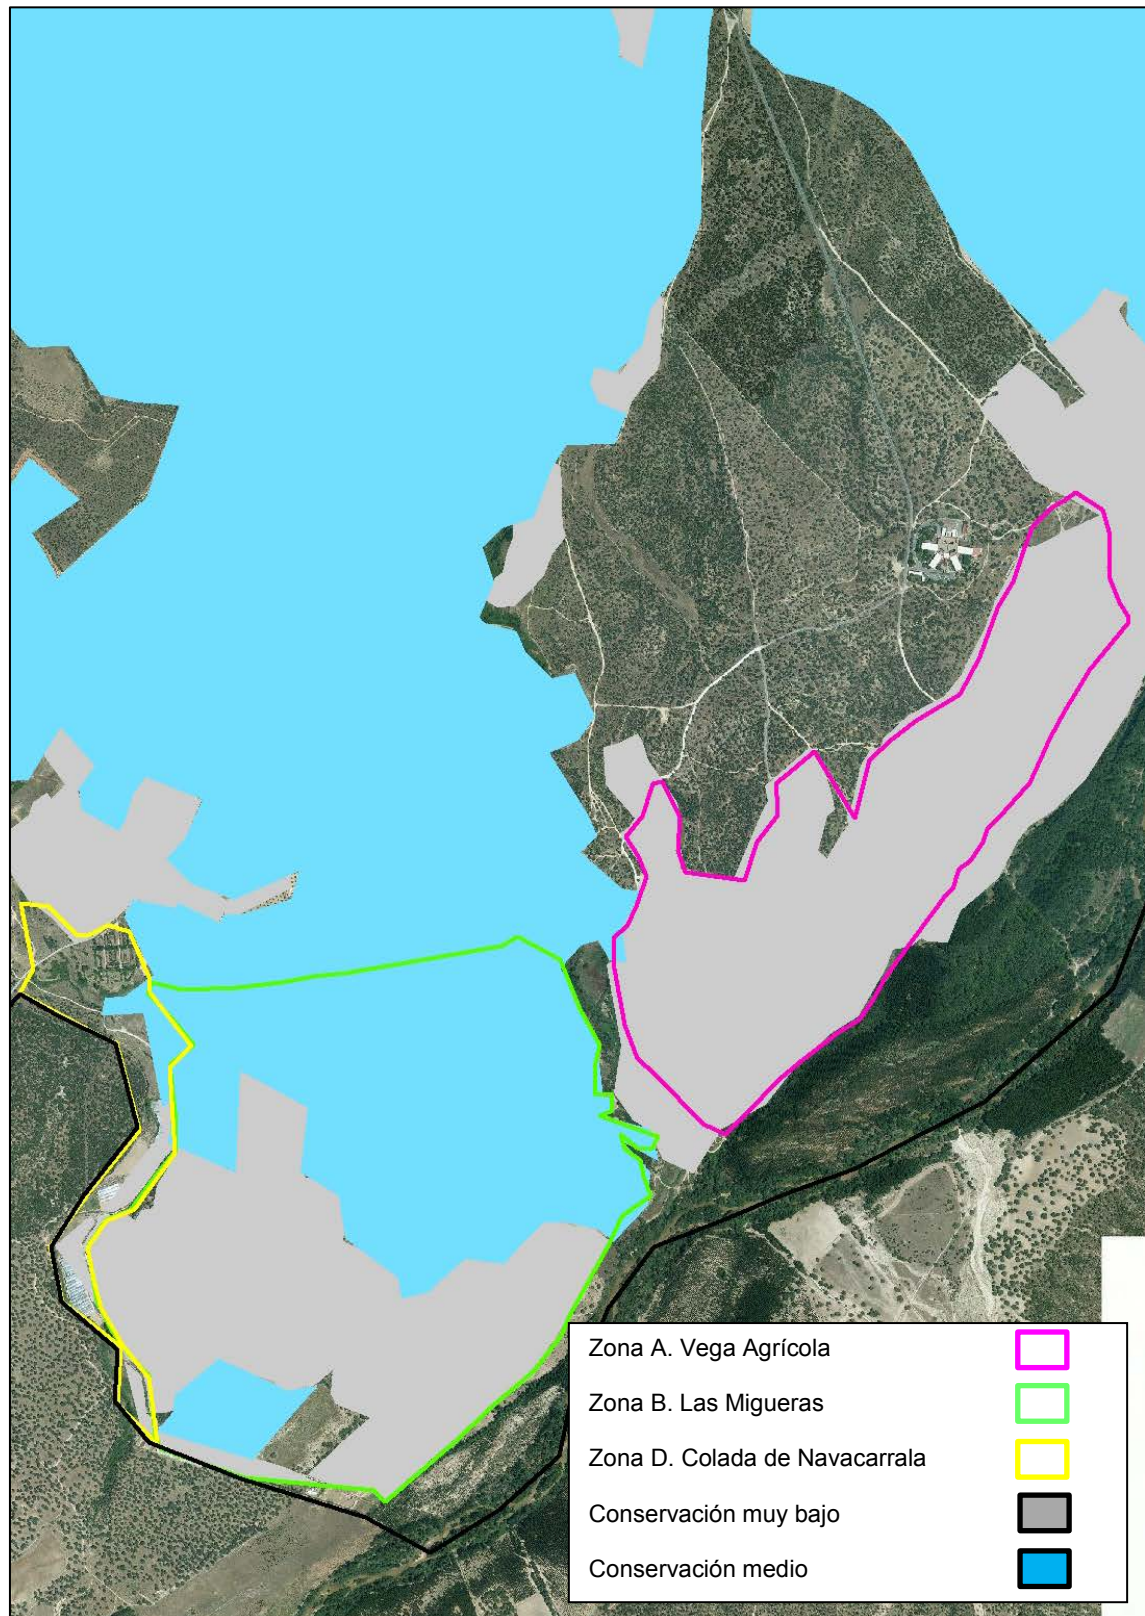 Zona A. Vega Agrícola
Zona B. Las Migueras
Zona D. Colada de Navacarrala
Conservación muy bajo
Conservación medio